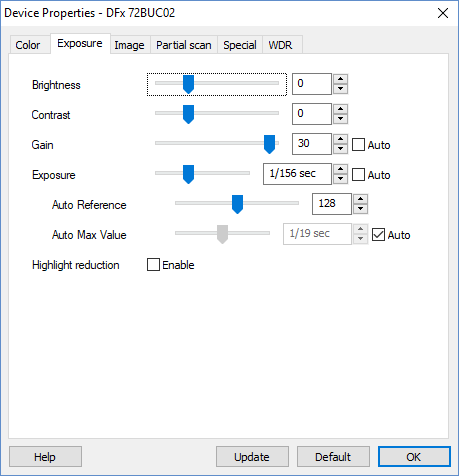 Device Properties - DFx 72BUC02
Color Exposure Image Partial scan Special WDR
Brightness 0
Contrast 0
Gain 30 Auto
Exposure 1/156 sec Auto
Auto Reference 128
Auto Max Value 1/19 sec Auto
Highlight reduction Enable
Help Update Default OK